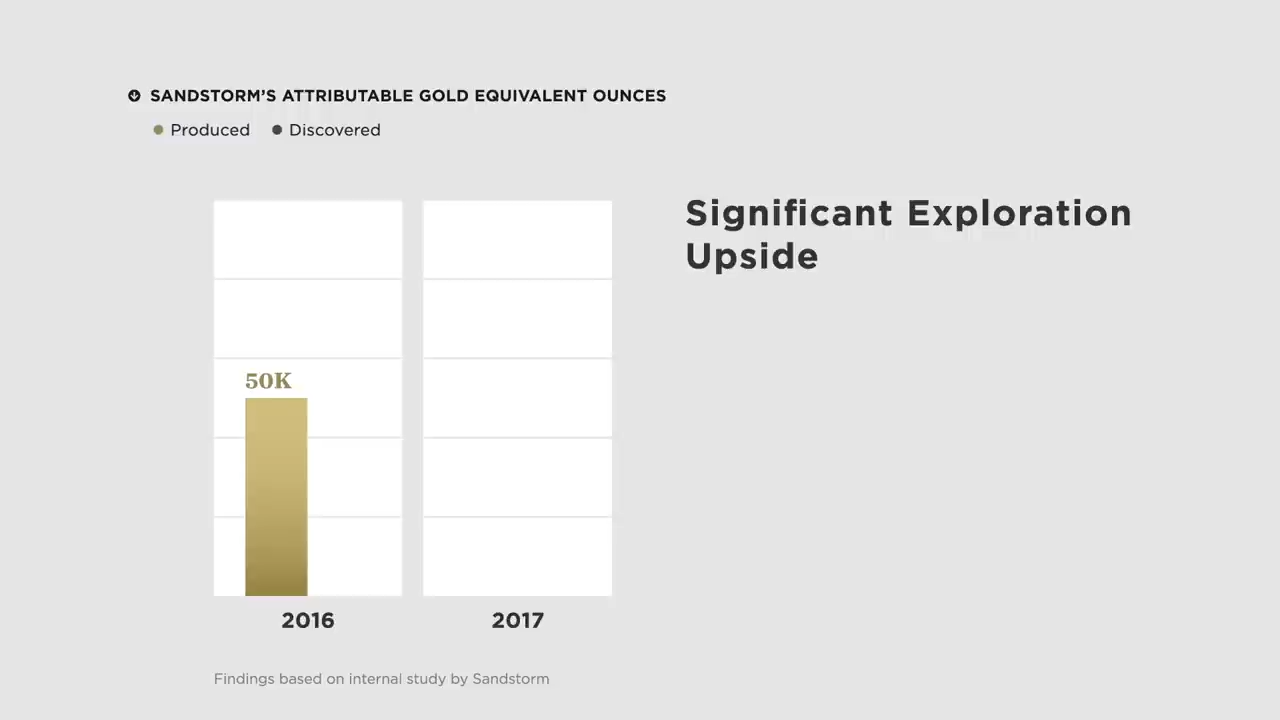 SANDSTORM’S ATTRIBUTABLE GOLD EQUIVALENT OUNCES
Produced Discovered
Significant Exploration
Upside
50K
2016 2017
Findings based on internal study by Sandstorm